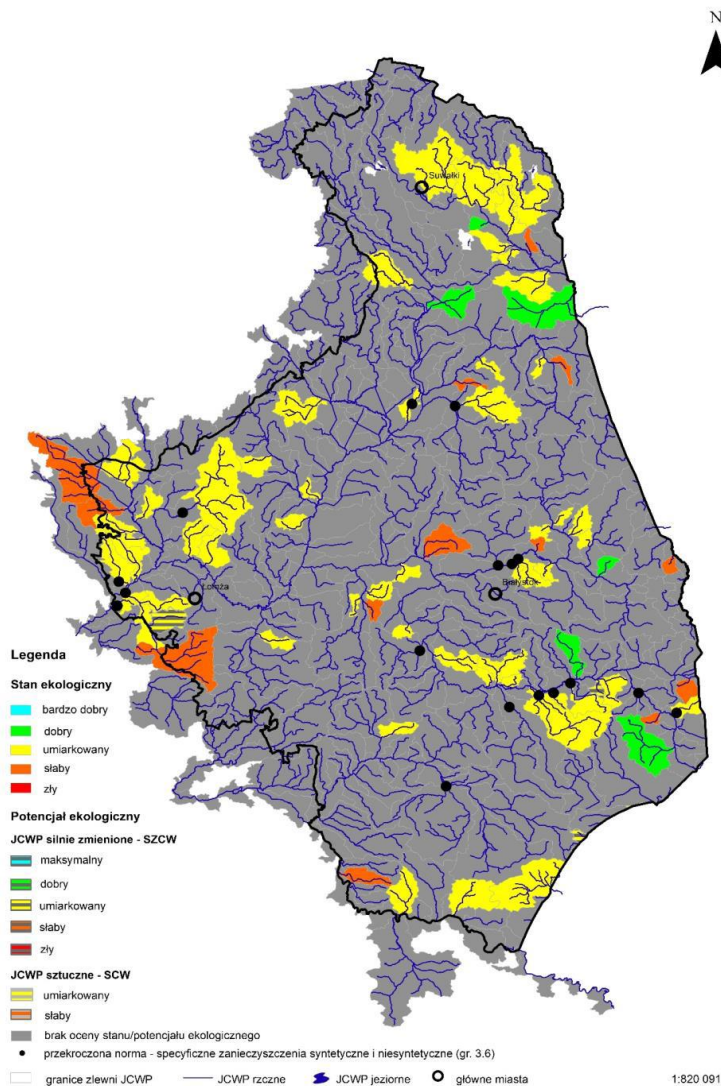 N
Suwałki
Łomża
Białystok
Legenda
Stan ekologiczny
bardzo dobry
dobry
umiarkowany
słaby
zły
Potencjał ekologiczny
JCWP silnie zmienione - SZCW
maksymalny
dobry
umiarkowany
słaby
zły
JCWP sztuczne - SCW
umiarkowany
słaby
brak oceny stanu/potencjału ekologicznego
przekroczona norma - specyficzne zanieczyszczenia syntetyczne i niesyntetyczne (gr. 3.6)
granice zlewni JCWP JCWP rzczne JCWP jeziorne główne miasta 1:820 091